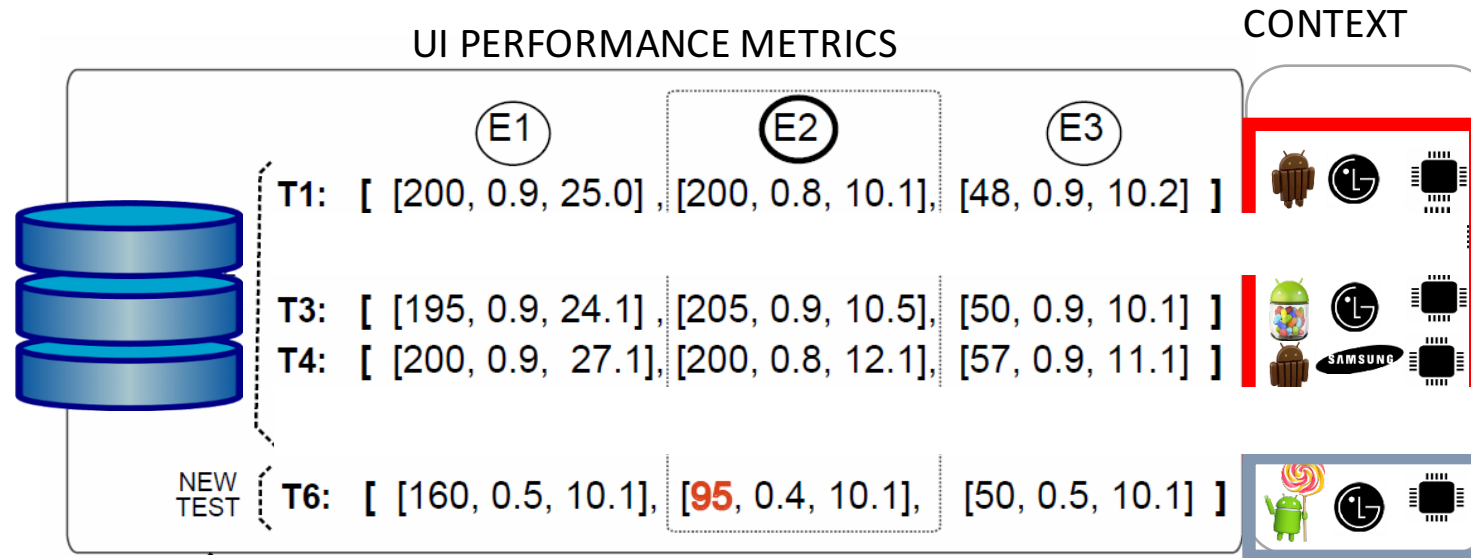 CONTEXT
UI PERFORMANCE METRICS
E1 E2 E3
T1: [ [200, 0.9, 25.0] , [200, 0.8, 10.1], [48, 0.9, 10.2] ]
T3: [ [195, 0.9, 24.1] , [205, 0.9, 10.5], [50, 0.9, 10.1] ]
T4: [ [200, 0.9, 27.1], [200, 0.8, 12.1], [57, 0.9, 11.1] ]
SAMSUNG
NEW
TEST
T6: [ [160, 0.5, 10.1], [95, 0.4, 10.1], [50, 0.5, 10.1] ]